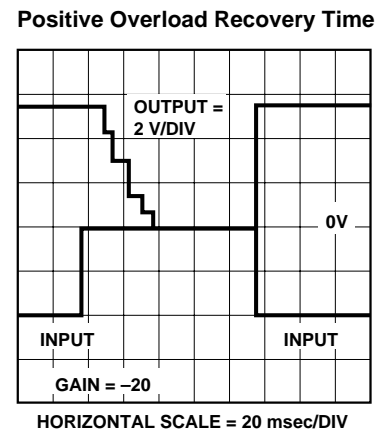 Positive Overload Recovery Time
OUTPUT =
2 V/DIV
0V
INPUT
INPUT
GAIN = –20
HORIZONTAL SCALE = 20 msec/DIV